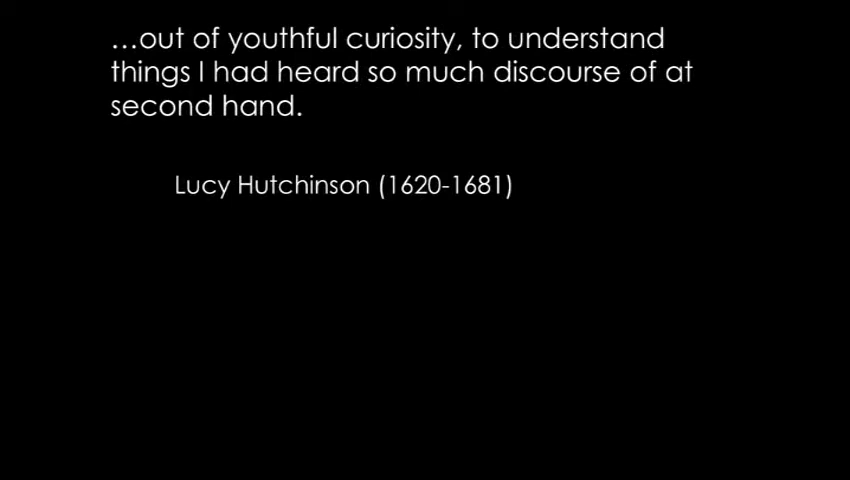 …out of youthful curiosity, to understand
things I had heard so much discourse of at
second hand.
Lucy Hutchinson (1620-1681)